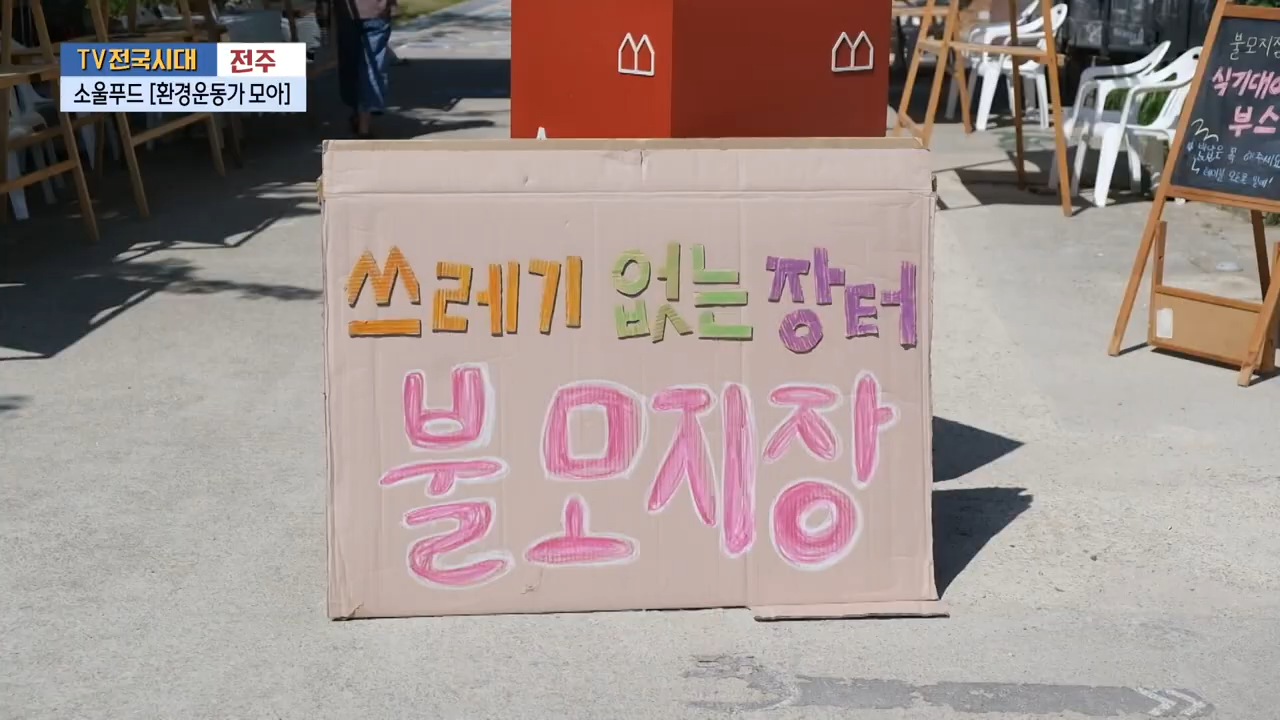 TV전국시대 전주
소울푸드 [환경운동가 모아]
쓰레기 없는 장터
불모지장
불모지장
식기대여
부스